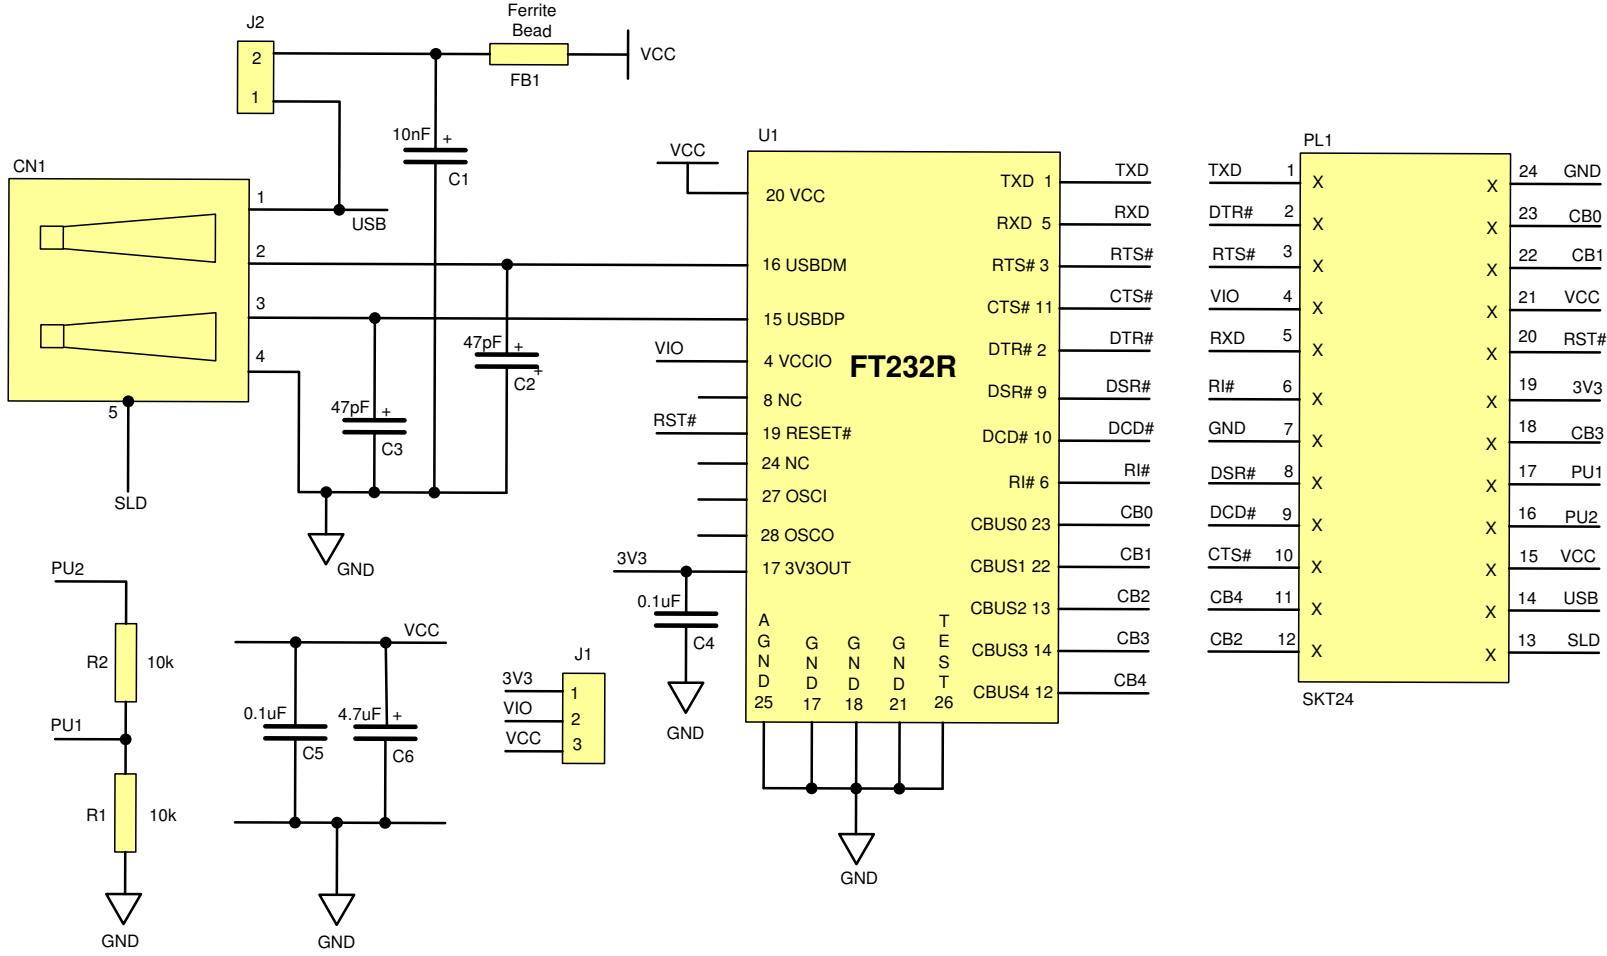 J2
2
1
Ferrite
Bead
FB1
VCC
10nF +
C1
CN1
1
USB
2
3
4
5
SLD
47pF +
C3
47pF +
+
C2
GND
VCC
VIO
RST#
3V3
0.1uF
C4
GND
U1
20 VCC
16 USBDM
15 USBDP
4 VCCIO
8 NC
19 RESET#
24 NC
27 OSCI
28 OSCO
17 3V3OUT
FT232R
TXD 1
RXD 5
RTS# 3
CTS# 11
DTR# 2
DSR# 9
DCD# 10
RI# 6
CBUS0 23
CBUS1 22
CBUS2 13
CBUS3 14
CBUS4 12
AGND
25
GND
17
GND
18
GND
21
TEST
26
GND
TXD
RXD
RTS#
CTS#
DTR#
DSR#
DCD#
RI#
CB0
CB1
CB2
CB3
CB4
PL1
TXD 1 X
DTR# 2 X
RTS# 3 X
VIO 4 X
RXD 5 X
RI# 6 X
GND 7 X
DSR# 8 X
DCD# 9 X
CTS# 10 X
CB4 11 X
CB2 12 X
X 24 GND
X 23 CB0
X 22 CB1
X 21 VCC
X 20 RST#
X 19 3V3
X 18 CB3
X 17 PU1
X 16 PU2
X 15 VCC
X 14 USB
X 13 SLD
SKT24
PU2
R2 10k
PU1
R1 10k
GND
VCC
0.1uF
C5
4.7uF +
C6
GND
J1
3V3 1
VIO 2
VCC 3